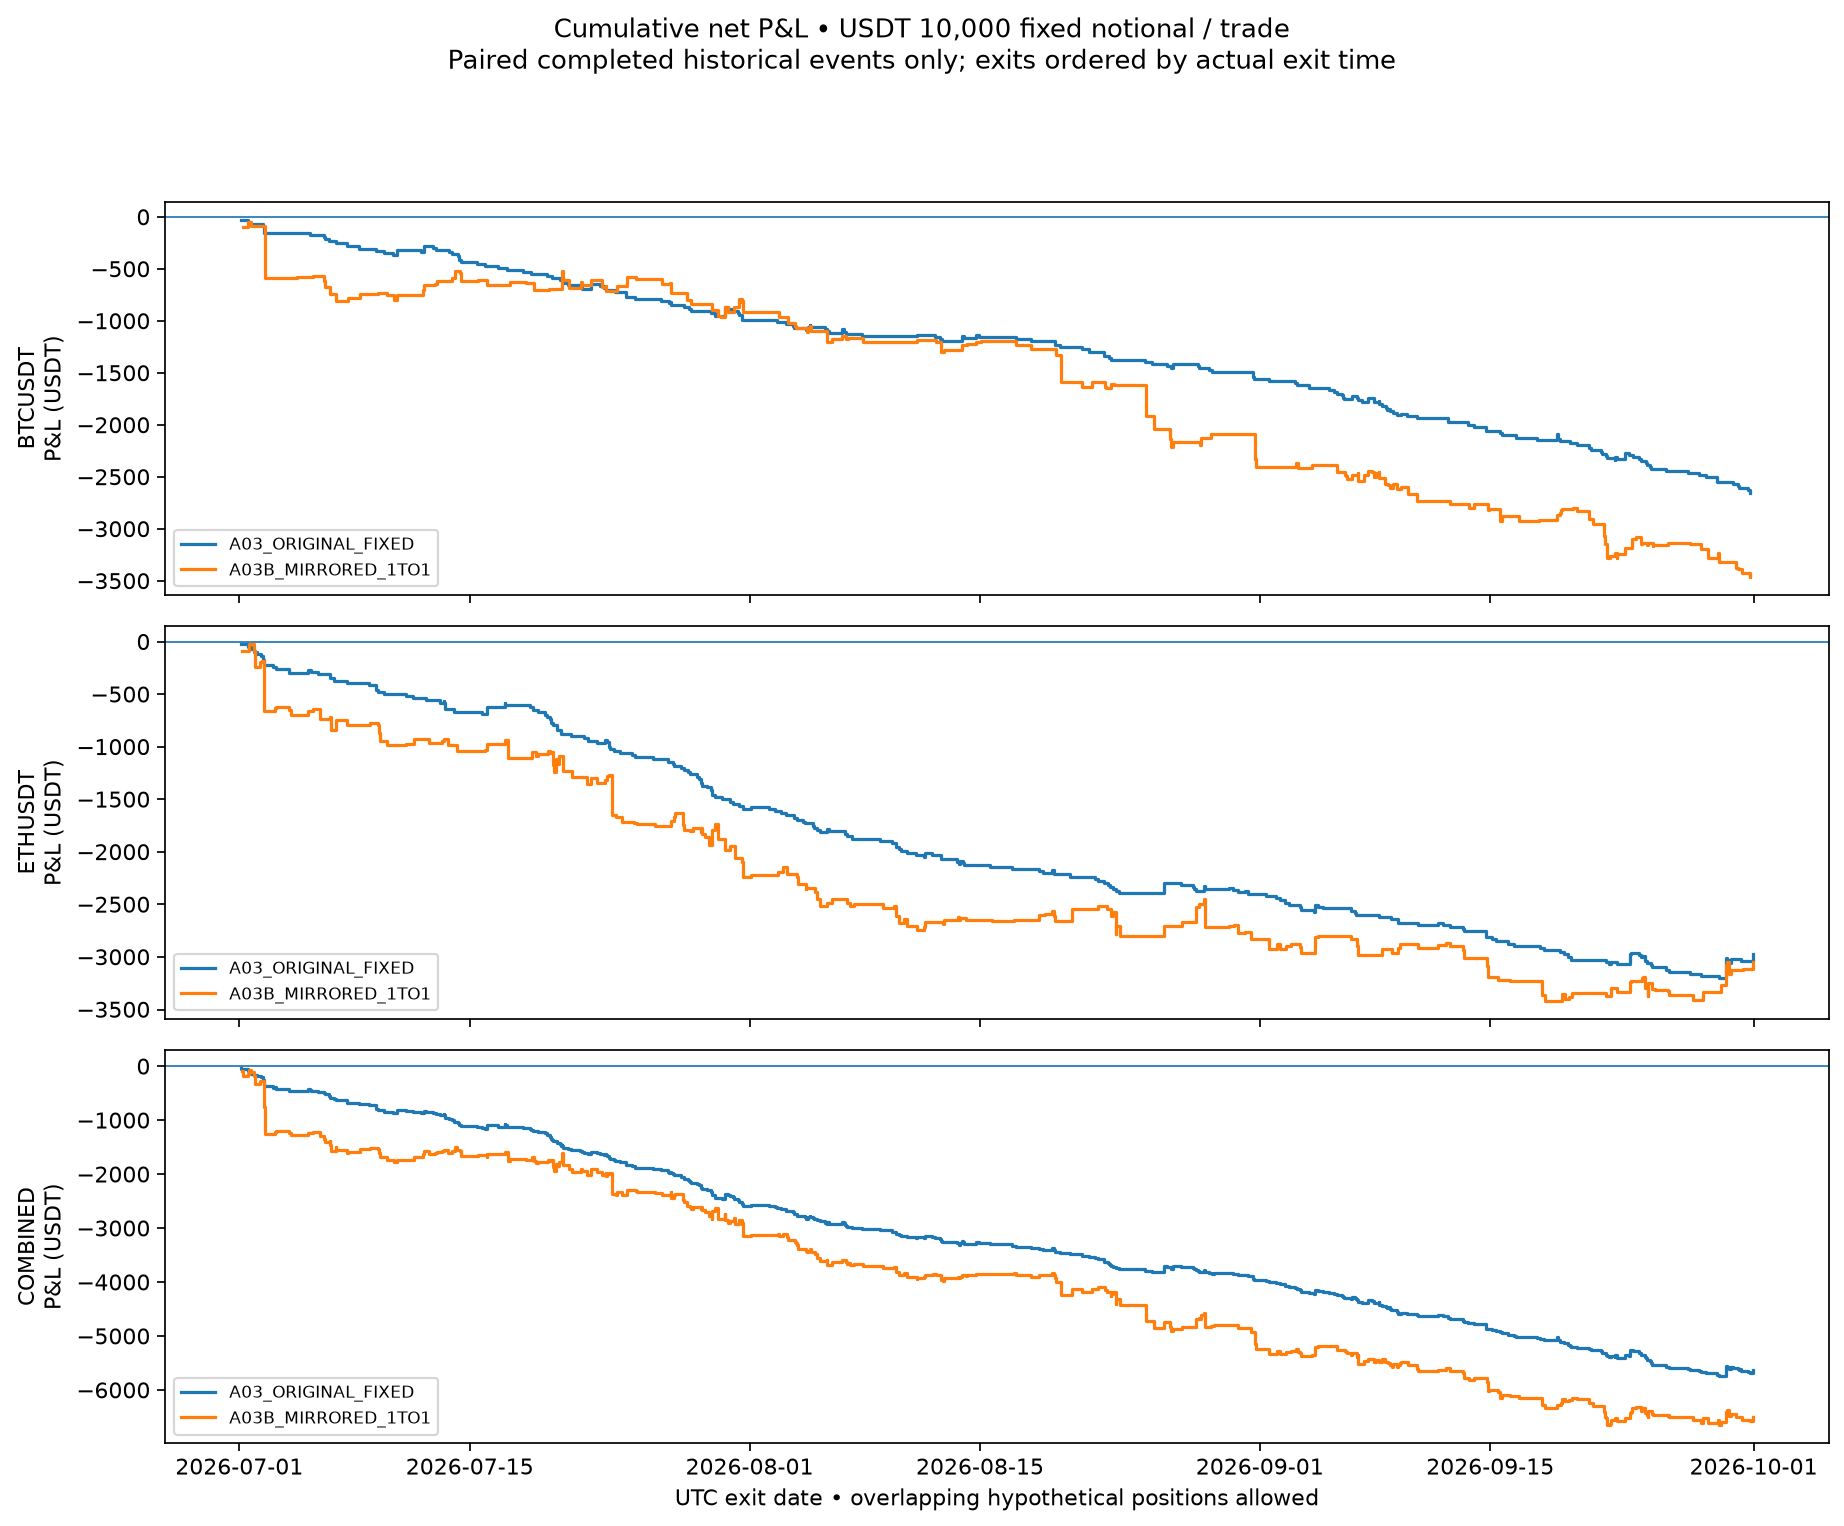 Cumulative net P&L • USDT 10,000 fixed notional / trade
Paired completed historical events only; exits ordered by actual exit time
BTCUSDT
P&L (USDT)
0
−500
−1000
−1500
−2000
−2500
−3000
−3500
A03_ORIGINAL_FIXED
A03B_MIRRORED_1TO1
ETHUSDT
P&L (USDT)
0
−500
−1000
−1500
−2000
−2500
−3000
−3500
A03_ORIGINAL_FIXED
A03B_MIRRORED_1TO1
COMBINED
P&L (USDT)
0
−1000
−2000
−3000
−4000
−5000
−6000
A03_ORIGINAL_FIXED
A03B_MIRRORED_1TO1
2026-07-01 2026-07-15 2026-08-01 2026-08-15 2026-09-01 2026-09-15 2026-10-01
UTC exit date • overlapping hypothetical positions allowed